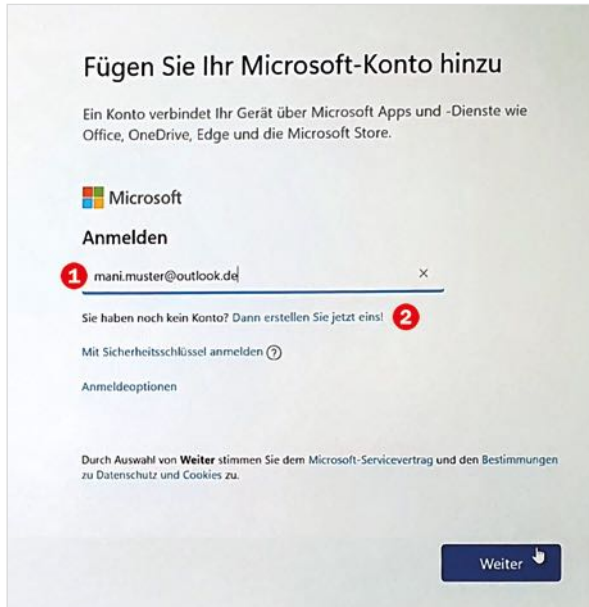 Fügen Sie Ihr Microsoft-Konto hinzu
Ein Konto verbindet Ihr Gerät über Microsoft Apps und -Dienste wie
Office, OneDrive, Edge und die Microsoft Store.
Microsoft
Anmelden
1 mani.muster@outlook.de ×
Sie haben noch kein Konto? Dann erstellen Sie jetzt eins! 2
Mit Sicherheitsschlüssel anmelden ?
Anmeldeoptionen
Durch Auswahl von Weiter stimmen Sie dem Microsoft-Servicevertrag und den Bestimmungen
zu Datenschutz und Cookies zu.
Weiter